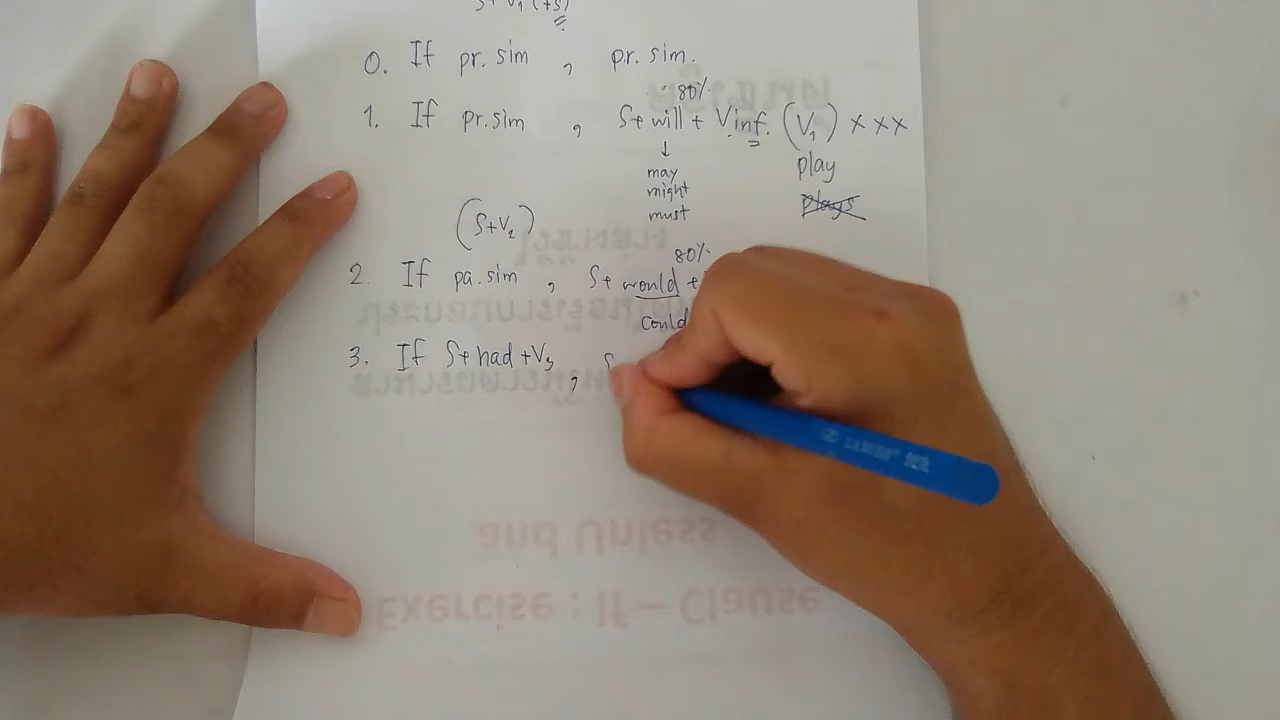 S+ V1 (+s)
0. If pr. sim , pr. sim.
80%
1. If pr.sim , S+ will + Vinf. (V1) x x x
↓
may play
might
must plays
(S+V2)
80%
2. If pa. sim , S+ would +
could
3. If S+ had +V3 , S
and Unless
Exercise : If – Clause